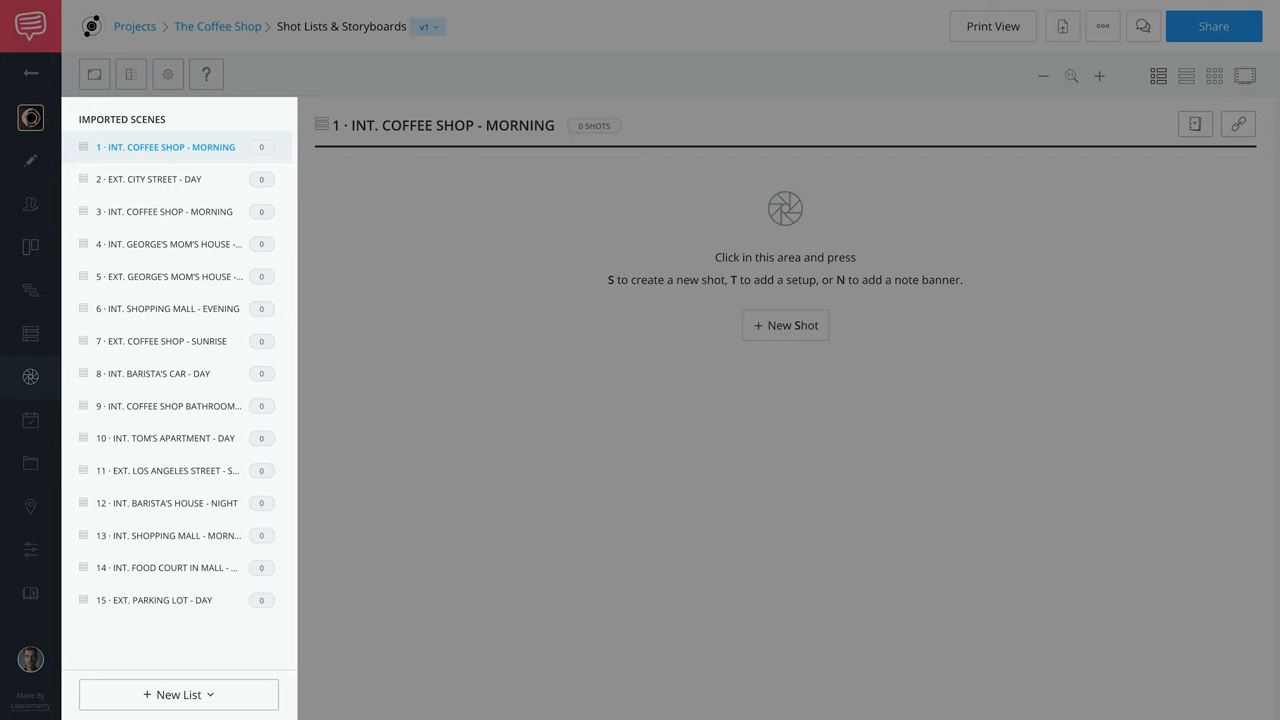 Projects > The Coffee Shop > Shot Lists & Storyboards v1
Print View
Share
?
IMPORTED SCENES
1 · INT. COFFEE SHOP - MORNING 0
2 · EXT. CITY STREET - DAY 0
3 · INT. COFFEE SHOP - MORNING 0
4 · INT. GEORGE'S MOM'S HOUSE -... 0
5 · EXT. GEORGE'S MOM'S HOUSE -... 0
6 · INT. SHOPPING MALL - EVENING 0
7 · EXT. COFFEE SHOP - SUNRISE 0
8 · INT. BARISTA'S CAR - DAY 0
9 · INT. COFFEE SHOP BATHROOM... 0
10 · INT. TOM'S APARTMENT - DAY 0
11 · EXT. LOS ANGELES STREET - S... 0
12 · INT. BARISTA'S HOUSE - NIGHT 0
13 · INT. SHOPPING MALL - MORN... 0
14 · INT. FOOD COURT IN MALL - ... 0
15 · EXT. PARKING LOT - DAY 0
+ New List
1 · INT. COFFEE SHOP - MORNING 0 SHOTS
Click in this area and press
S to create a new shot, T to add a setup, or N to add a note banner.
+ New Shot
Made By
Leanometry